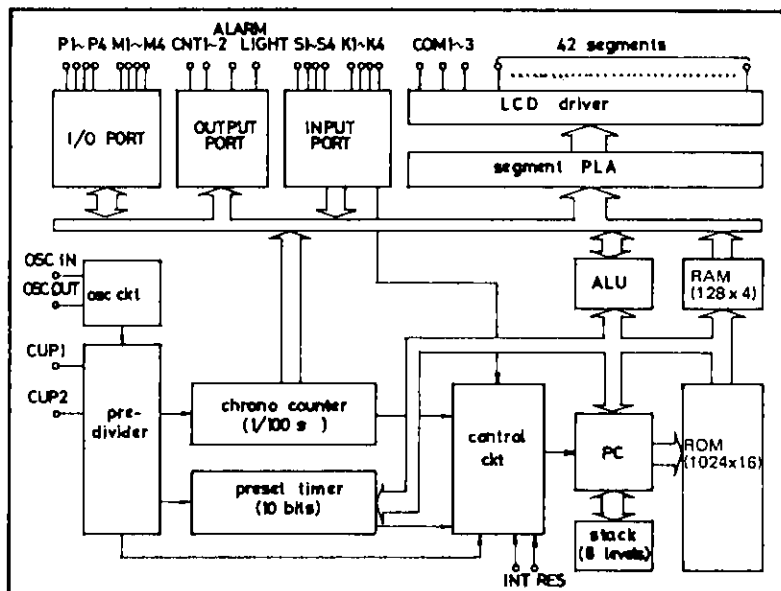 ALARM
P1~P4 M1~M4 CNT1~2 LIGHT S1~S4 K1~K4 COM1~3 42 segments
I/O PORT
OUTPUT
PORT
INPUT
PORT
LCD driver
segment PLA
OSC IN
OSC OUT
osc ckt
ALU
RAM
(128 x 4)
CUP1
CUP2
pre-
divider
chrono counter
(1/100 s)
preset timer
(10 bits)
control
ckt
PC
ROM
(1024x16)
stack
(8 levels)
INT RES